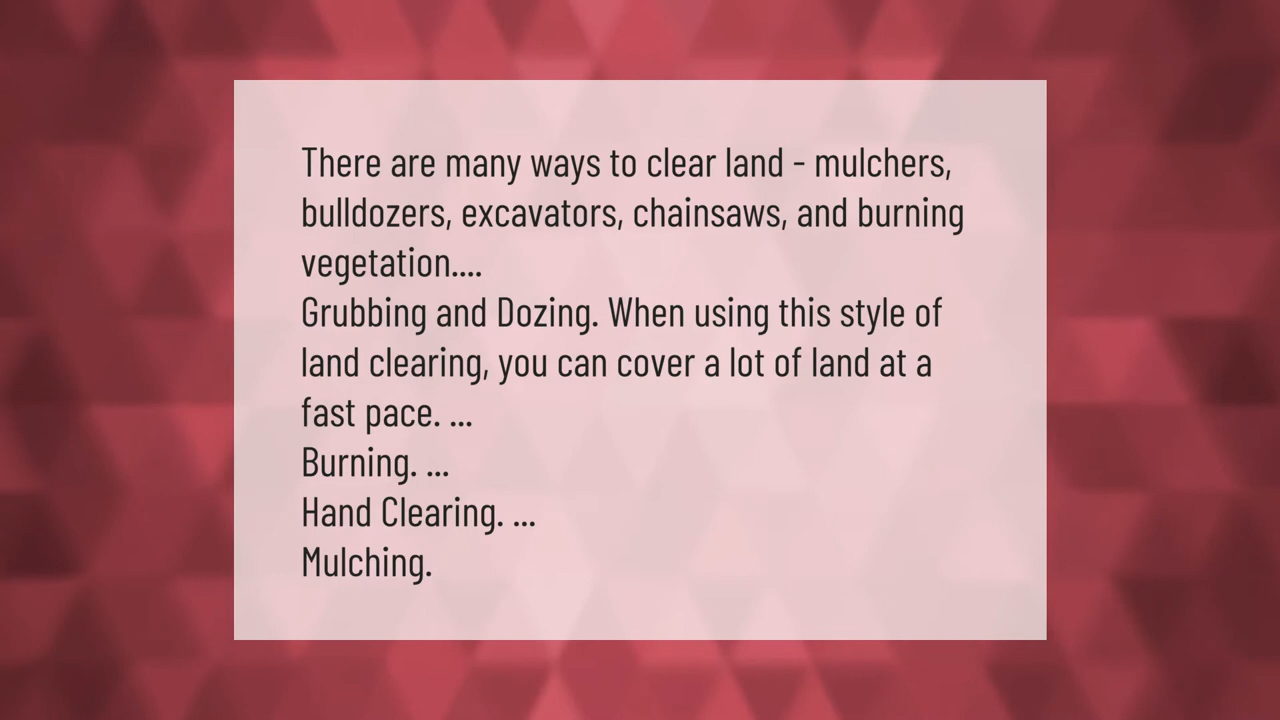 There are many ways to clear land - mulchers,
bulldozers, excavators, chainsaws, and burning
vegetation....
Grubbing and Dozing. When using this style of
land clearing, you can cover a lot of land at a
fast pace. ...
Burning. ...
Hand Clearing. ...
Mulching.